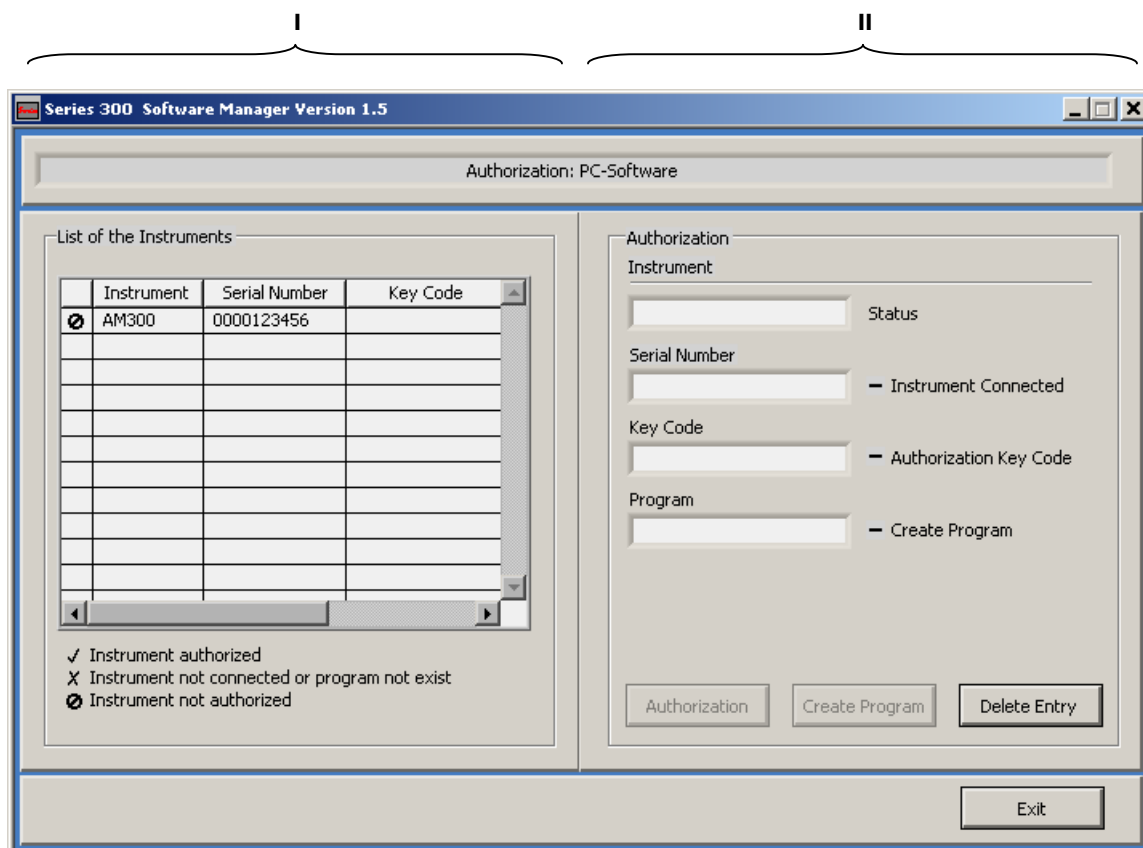 I II
Series 300 Software Manager Version 1.5
Authorization: PC-Software
List of the Instruments
Instrument Serial Number Key Code
AM300 0000123456
✓ Instrument authorized
X Instrument not connected or program not exist
Instrument not authorized
Authorization
Instrument
Status
Serial Number
– Instrument Connected
Key Code
– Authorization Key Code
Program
– Create Program
Authorization Create Program Delete Entry
Exit